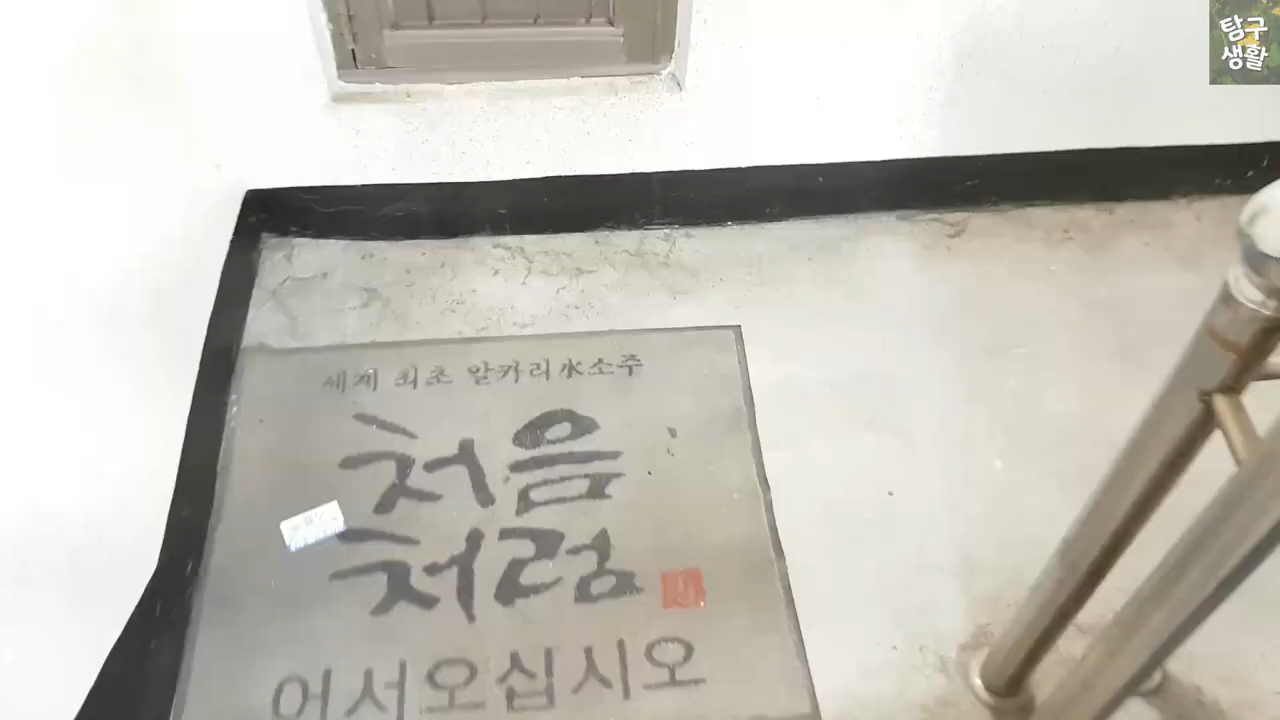 탐구
생활
세계 최초 알카리水소주
처음
처럼
어서오십시오